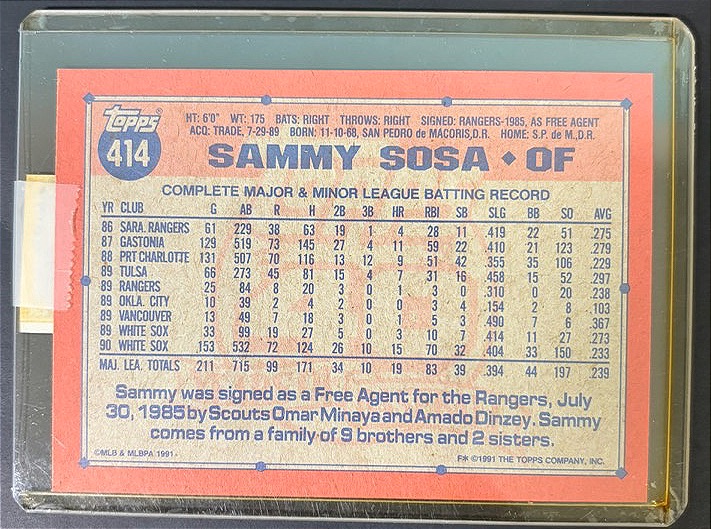 Topps®
414
HT: 6'0" WT: 175 BATS: RIGHT THROWS: RIGHT SIGNED: RANGERS-1985, AS FREE AGENT
ACQ: TRADE, 7-29-89 BORN: 11-10-68, SAN PEDRO de MACORIS,D.R. HOME: S.P. de M.,D.R.
SAMMY SOSA ♦ OF
COMPLETE MAJOR & MINOR LEAGUE BATTING RECORD
YR CLUB G AB R H 2B 3B HR RBI SB SLG BB SO AVG
86 SARA. RANGERS 61 229 38 63 19 1 4 28 11 .419 22 51 .275
87 GASTONIA 129 519 73 145 27 4 11 59 22 .410 21 123 .279
88 PRT CHARLOTTE 131 507 70 116 13 12 9 51 42 .355 35 106 .229
89 TULSA 66 273 45 81 15 4 7 31 16 .458 15 52 .297
89 RANGERS 25 84 8 20 3 0 1 3 0 .310 0 20 .238
89 OKLA. CITY 10 39 2 4 2 0 0 3 4 .154 2 8 .103
89 VANCOUVER 13 49 7 18 3 0 1 5 3 .490 7 6 .367
89 WHITE SOX 33 99 19 27 5 0 3 10 7 .414 11 27 .273
90 WHITE SOX 153 532 72 124 26 10 15 70 32 .404 33 150 .233
MAJ. LEA. TOTALS 211 715 99 171 34 10 19 83 39 .394 44 197 .239
Sammy was signed as a Free Agent for the Rangers, July
30, 1985 by Scouts Omar Minaya and Amado Dinzey. Sammy
comes from a family of 9 brothers and 2 sisters.
©MLB & MLBPA 1991
F* ©1991 THE TOPPS COMPANY, INC.